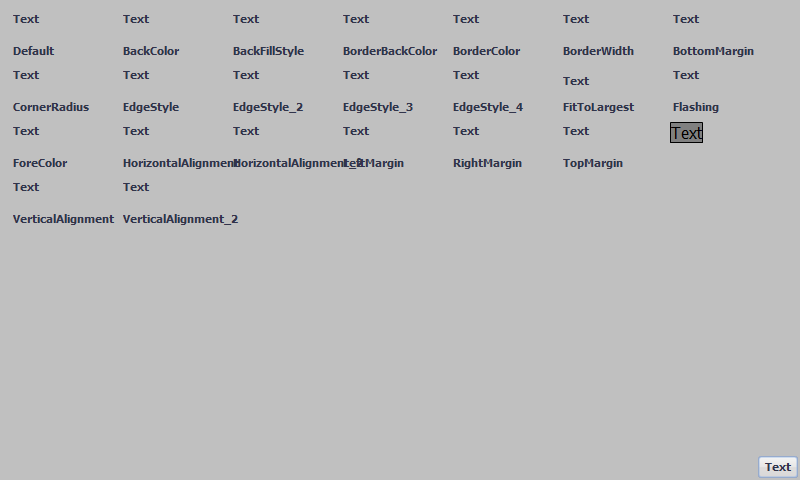 Text Text Text Text Text Text Text
Default BackColor BackFillStyle BorderBackColor BorderColor BorderWidth BottomMargin
Text Text Text Text Text Text Text
CornerRadius EdgeStyle EdgeStyle_2 EdgeStyle_3 EdgeStyle_4 FitToLargest Flashing
Text Text Text Text Text Text Text
ForeColor HorizontalAlignment HorizontalAlignment_2 LeftMargin RightMargin TopMargin
Text Text
VerticalAlignment VerticalAlignment_2
Text